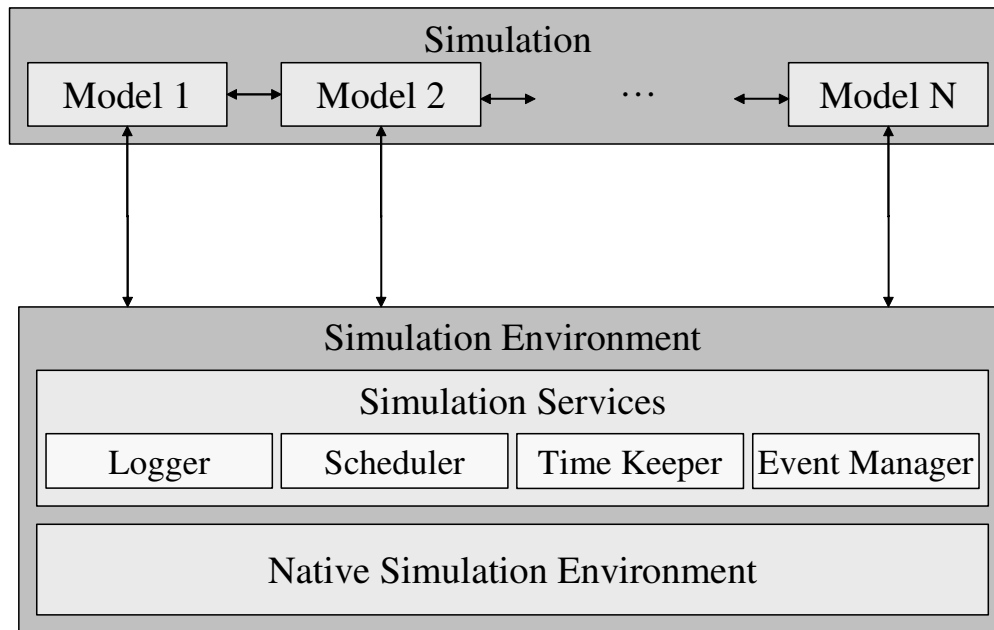 Simulation
Model 1
Model 2
...
Model N
Simulation Environment
Simulation Services
Logger
Scheduler
Time Keeper
Event Manager
Native Simulation Environment